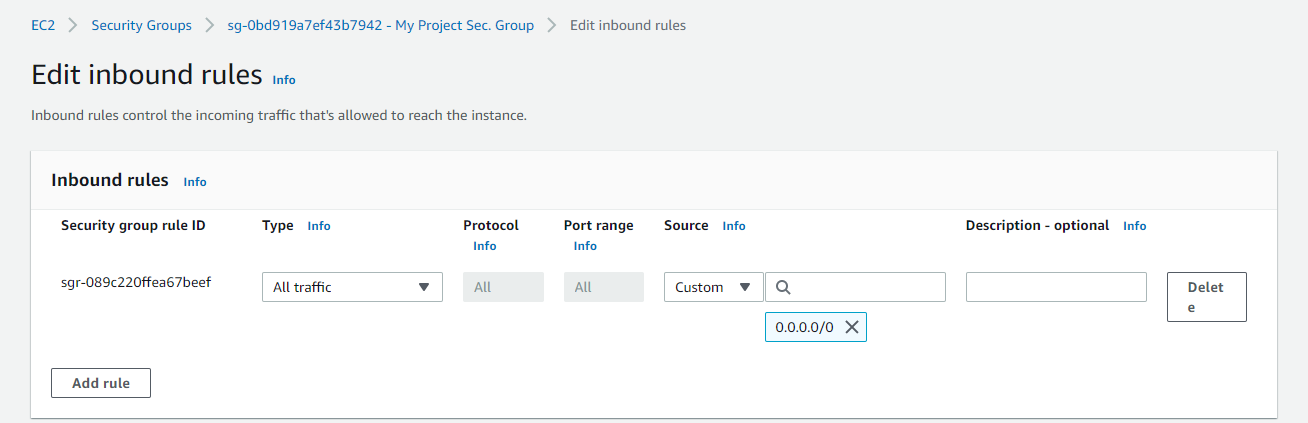 EC2 > Security Groups > sg-0bd919a7ef43b7942 - My Project Sec. Group > Edit inbound rules
Edit inbound rules Info
Inbound rules control the incoming traffic that's allowed to reach the instance.
Inbound rules Info
Security group rule ID
Type Info
Protocol
Info
Port range
Info
Source Info
Description - optional Info
sgr-089c220ffea67beef
All traffic
All
All
Custom
0.0.0.0/0
Delet
e
Add rule